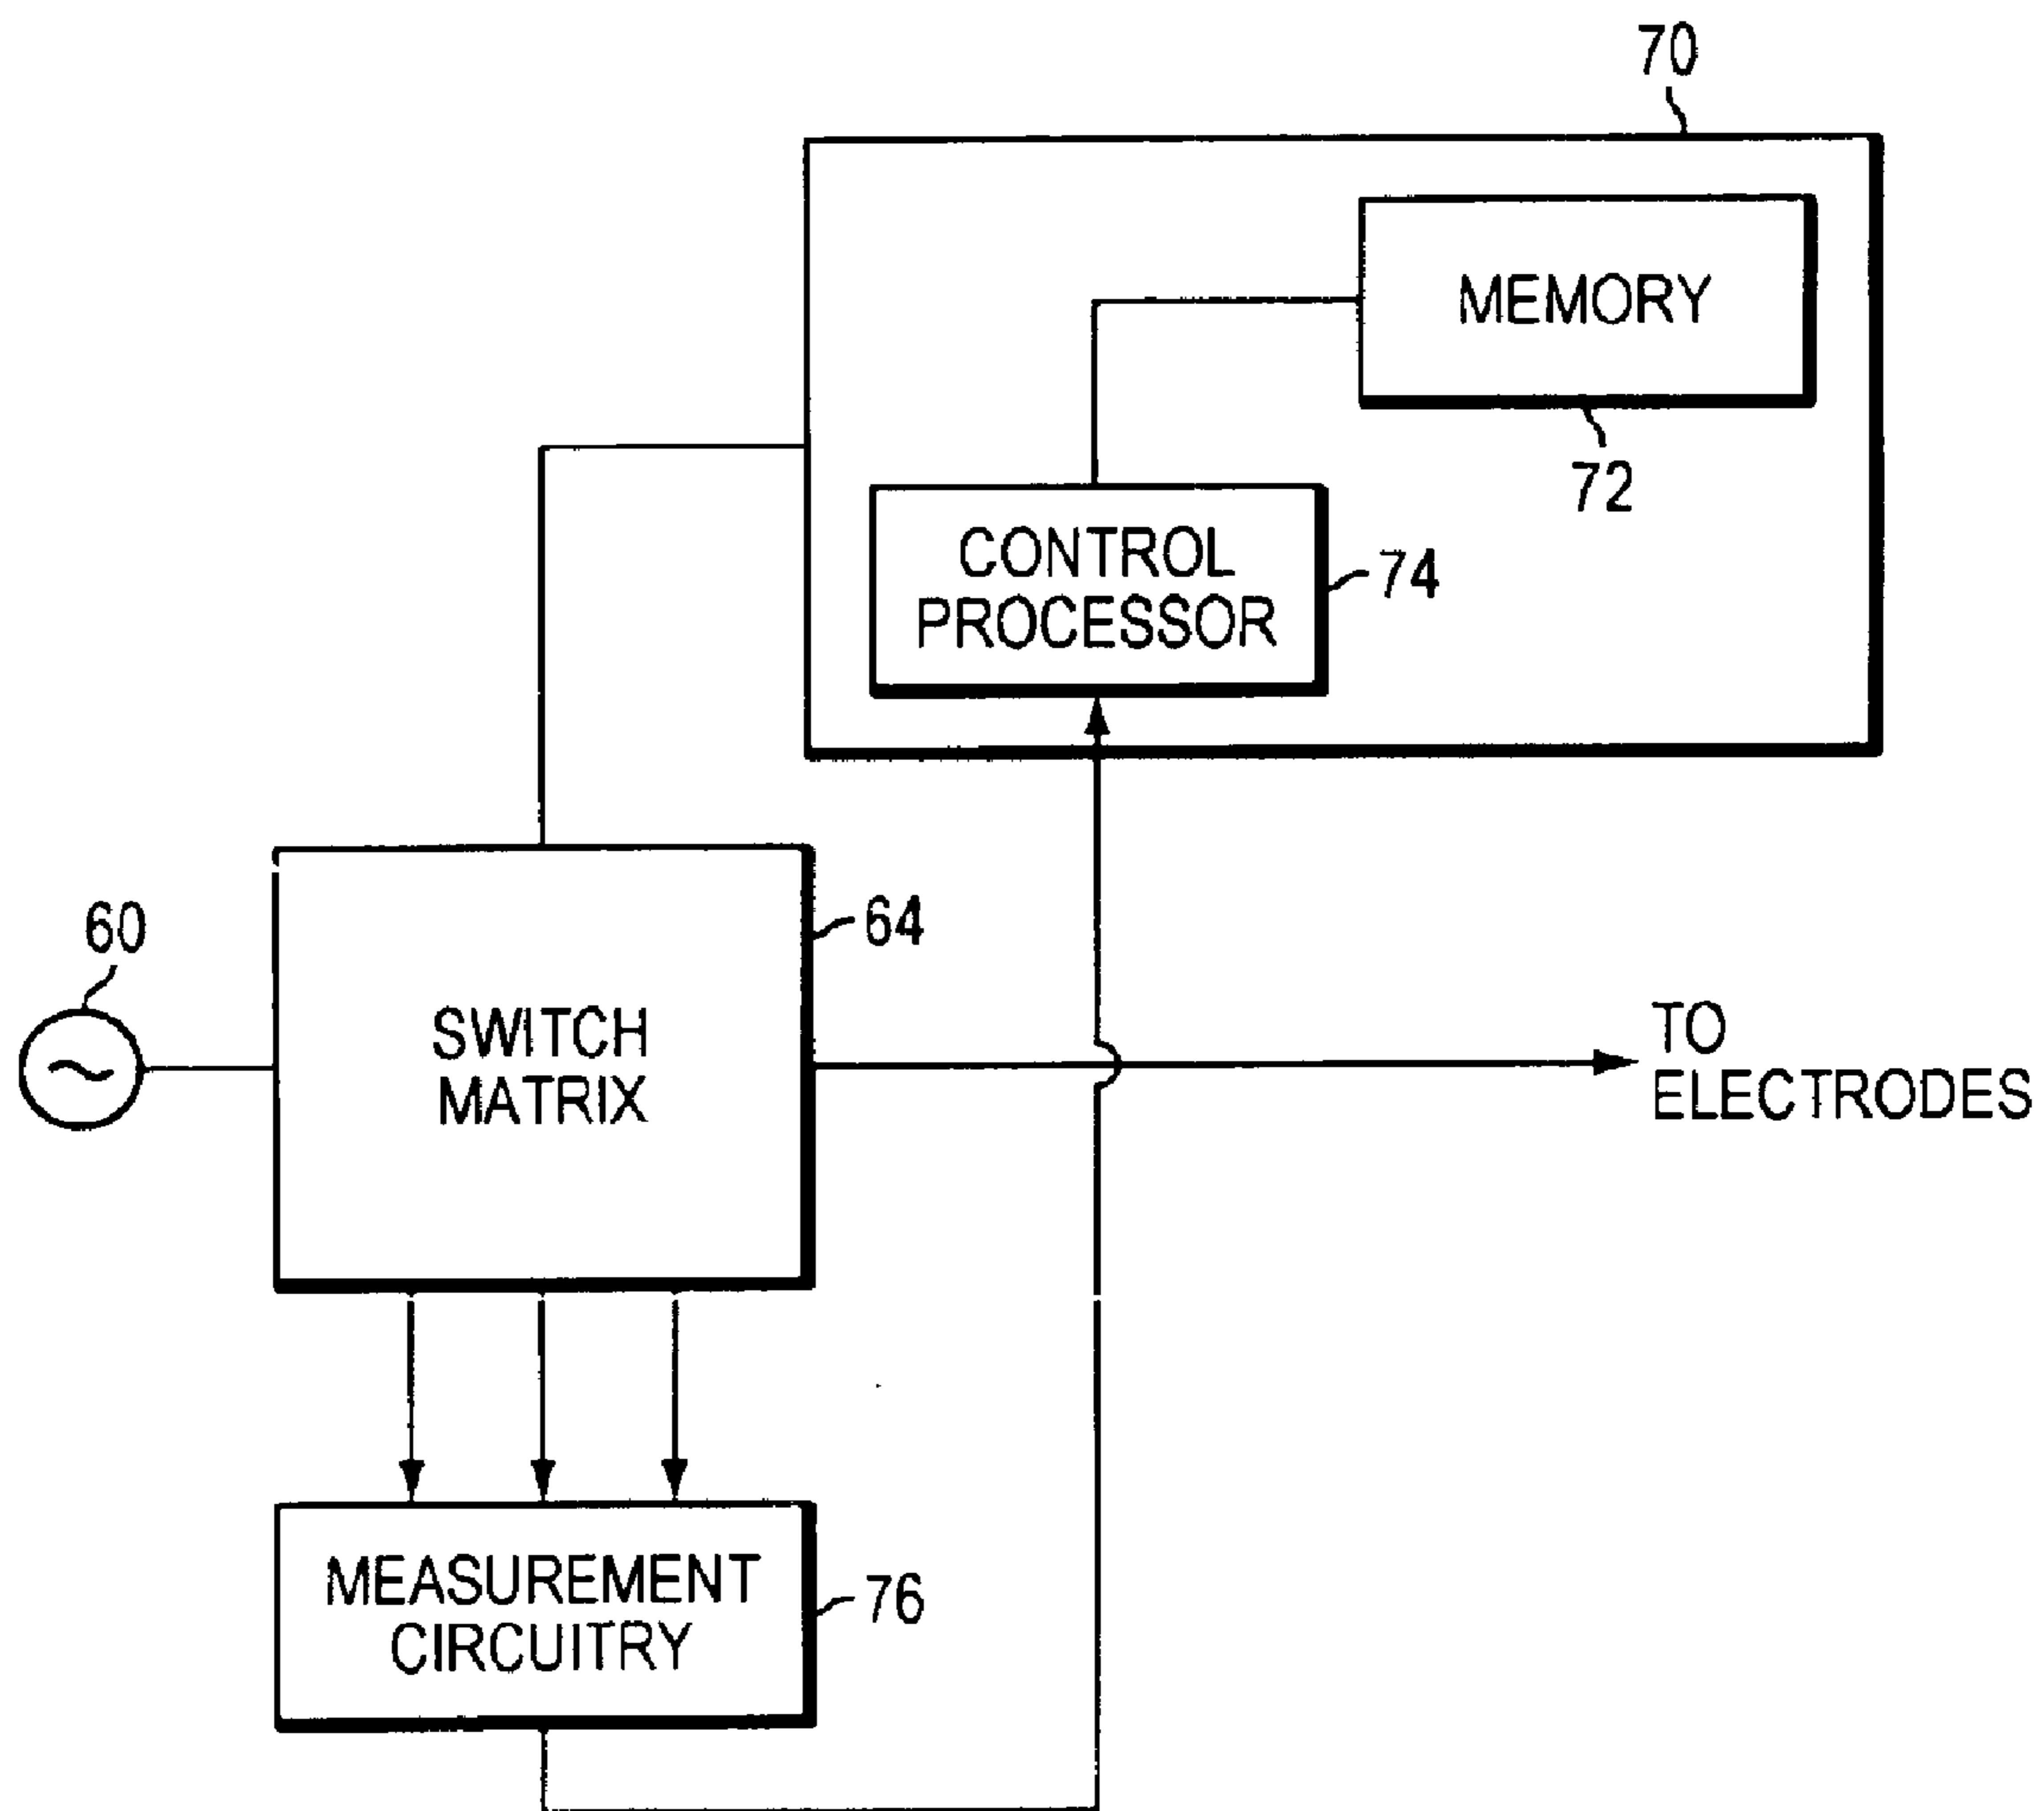 70
MEMORY
72
CONTROL
PROCESSOR
74
60
64
SWITCH
MATRIX
TO
ELECTRODES
MEASUREMENT
CIRCUITRY
76